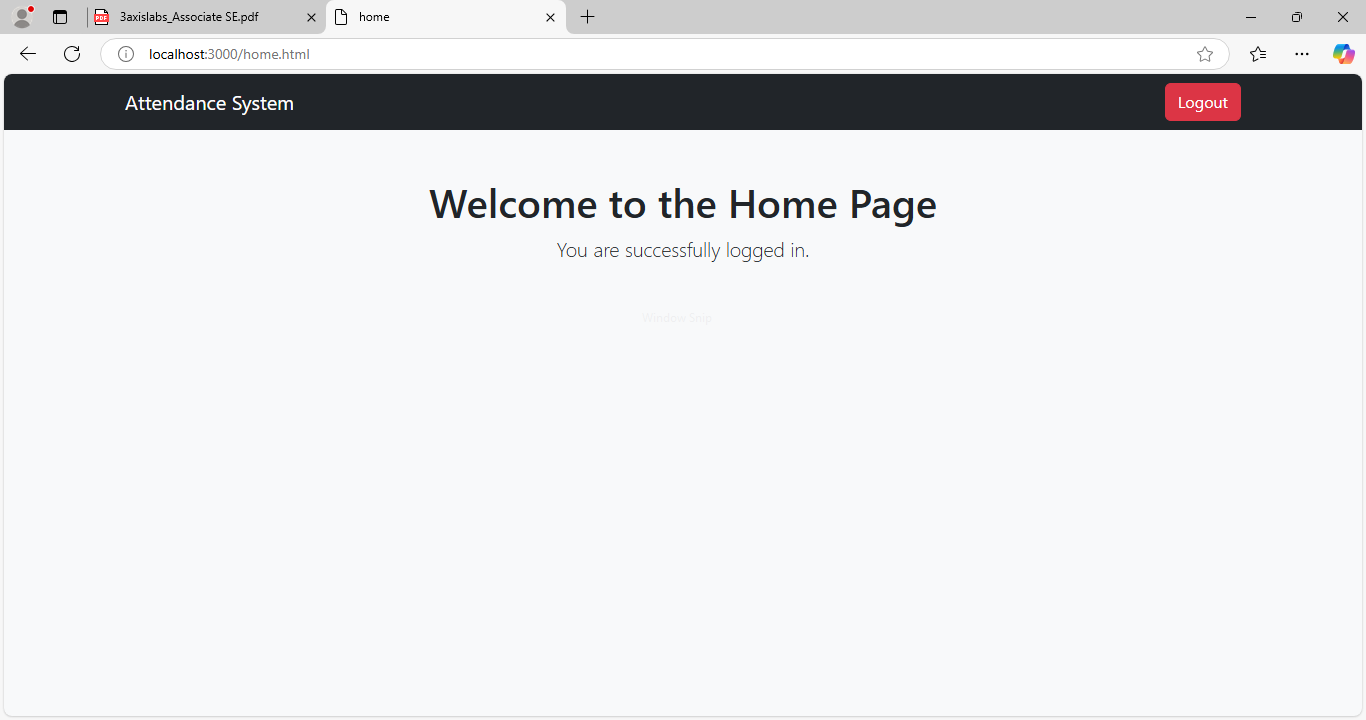 3axislabs_Associate SE.pdf
home
localhost:3000/home.html
Attendance System
Logout
Welcome to the Home Page
You are successfully logged in.
Window Snip